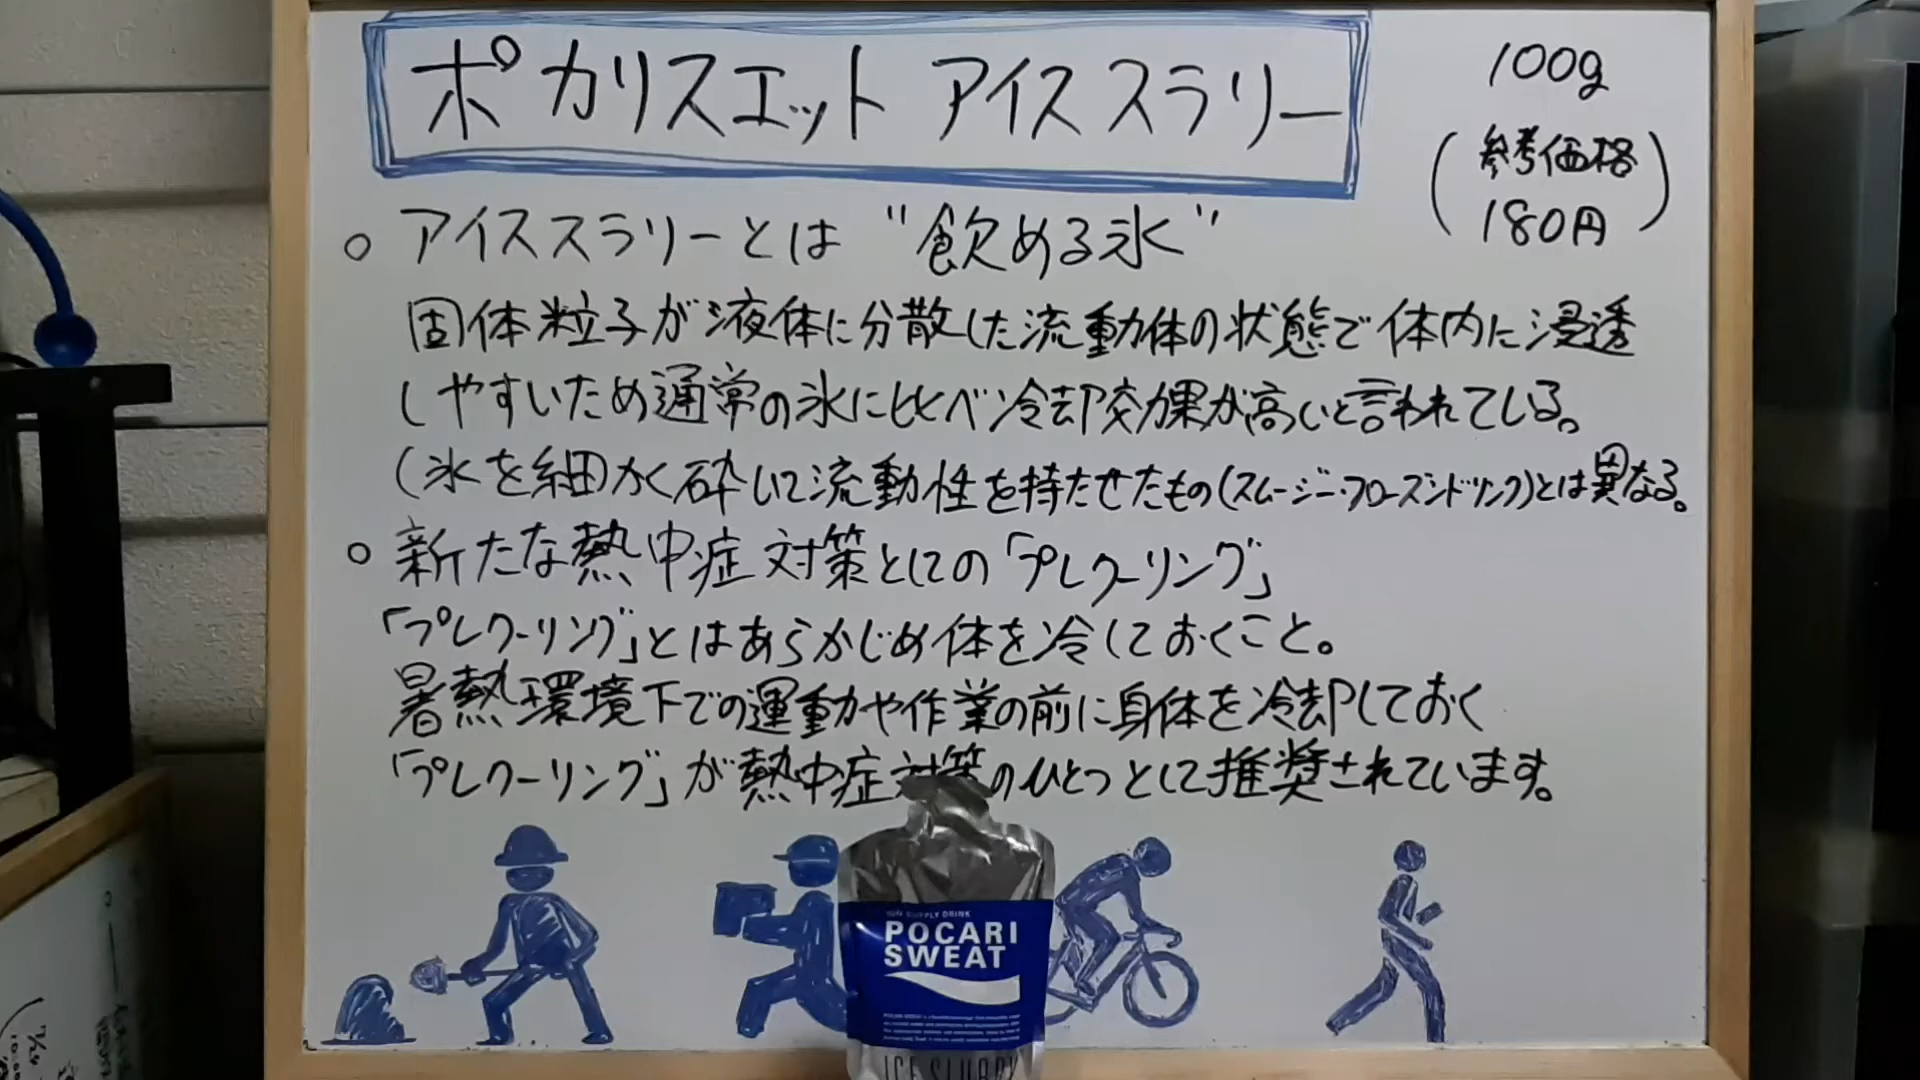 ポカリスエット アイススラリー
100g
(参考価格
180円)
○ アイススラリーとは "飲める氷"
固体粒子が液体に分散した流動体の状態で体内に浸透
しやすいため通常の氷に比べ冷却効果が高いと言われている。
(氷を細かく砕いて流動性を持たせたもの(スムージー・フローズンドリンク)とは異なる。
○ 新たな熱中症対策としての「プレクーリング」
「プレクーリング」とはあらかじめ体を冷しておくこと。
暑熱環境下での運動や作業の前に身体を冷却しておく
「プレクーリング」が熱中症対策のひとつとして推奨されています。
ION SUPPLY DRINK
POCARI
SWEAT
ICE SLURRY